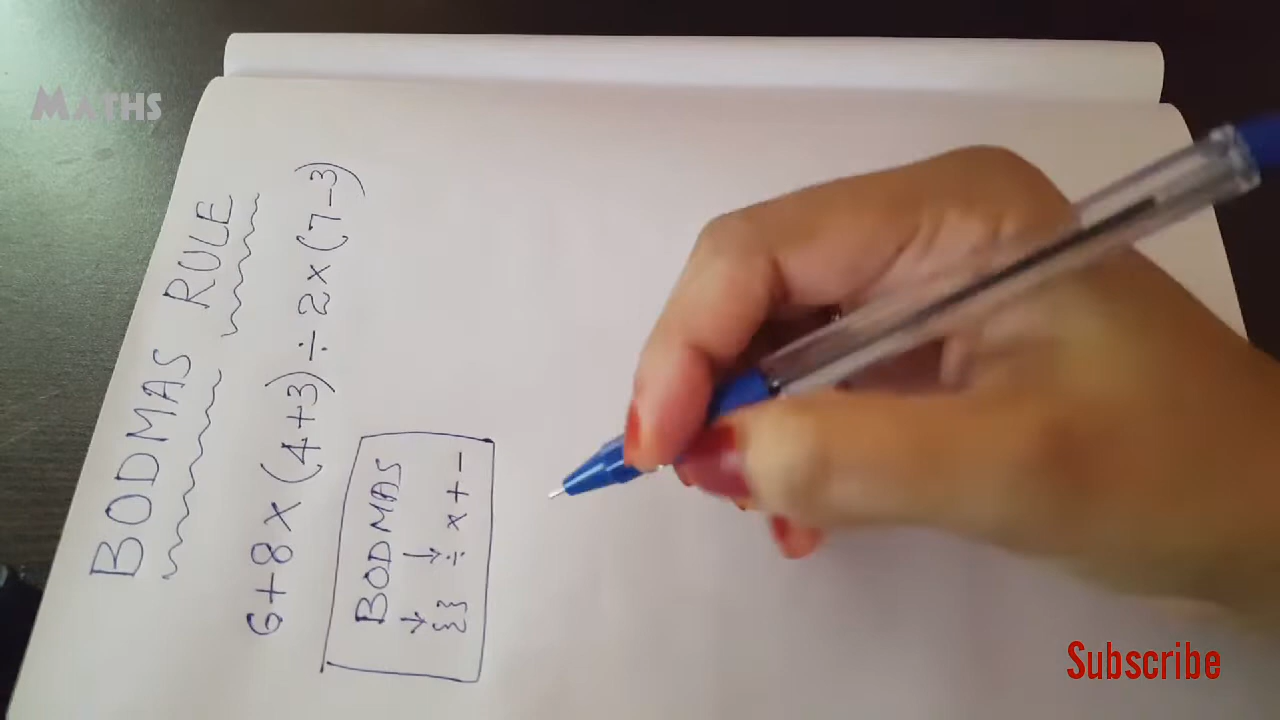 MATHS
BODMAS RULE
6+8×(4+3)÷2×(7-3)
BODMAS
↓ ↓
{} ÷ × + -
Subscribe